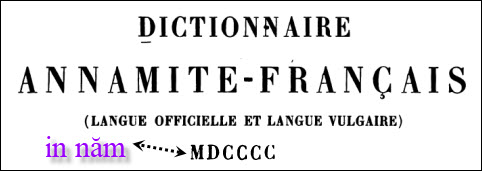 DICTIONNAIRE
ANNAMITE-FRANÇAIS
(LANGUE OFFICIELLE ET LANGUE VULGAIRE)
in năm MDCCCC